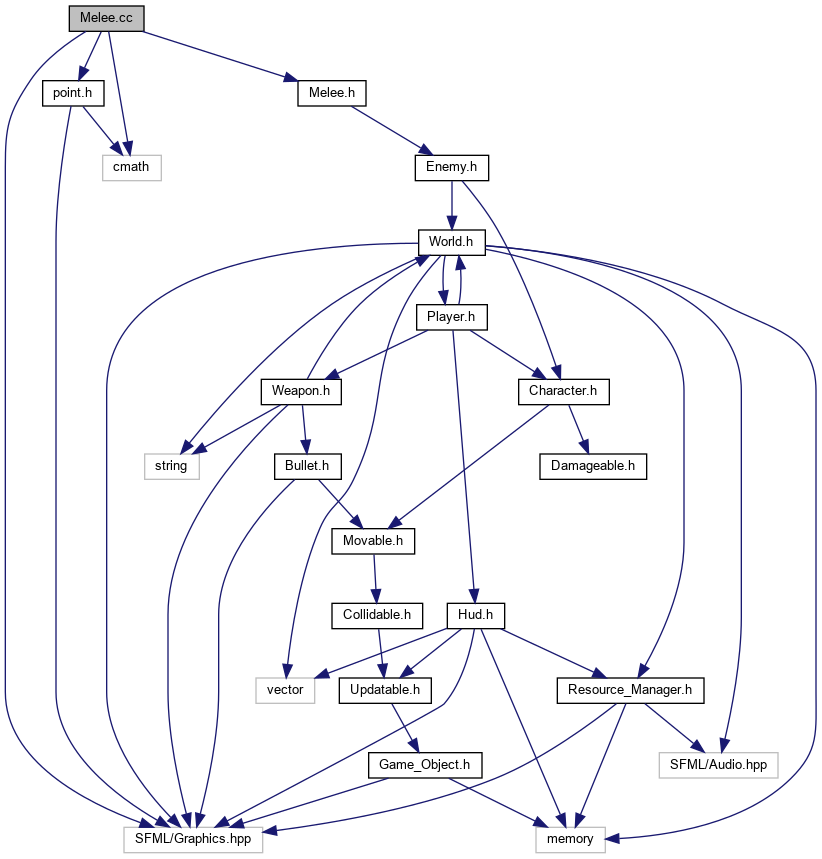 Melee.cc
point.h
Melee.h
cmath
Enemy.h
World.h
Player.h
Weapon.h
Character.h
string
Bullet.h
Damageable.h
Movable.h
Collidable.h
Hud.h
vector
Updatable.h
Resource_Manager.h
Game_Object.h
SFML/Audio.hpp
SFML/Graphics.hpp
memory